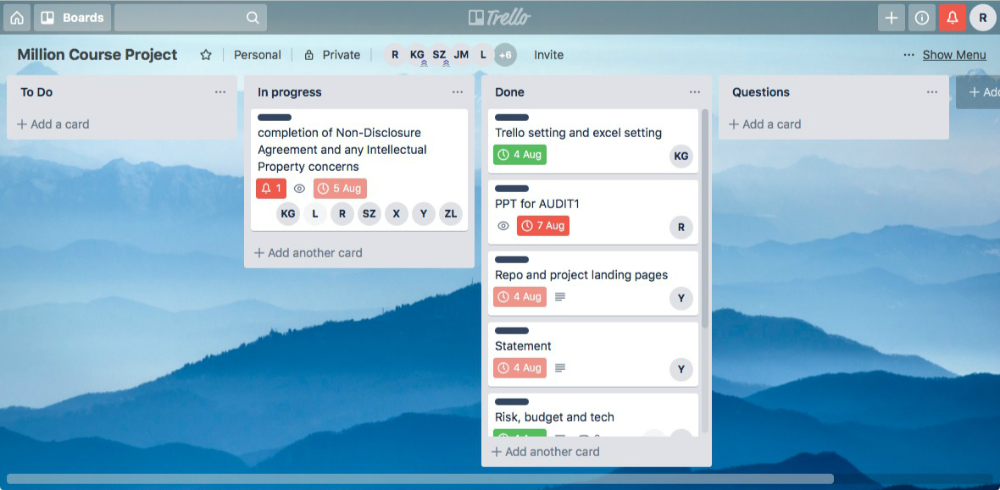 Boards
Trello
R
Million Course Project
Personal
Private
R KG SZ JM L +6
Invite
Show Menu
To Do
Add a card
In progress
completion of Non-Disclosure
Agreement and any Intellectual
Property concerns
1
5 Aug
KG L R SZ X Y ZL
Add another card
Done
Trello setting and excel setting
4 Aug
KG
PPT for AUDIT1
7 Aug
R
Repo and project landing pages
4 Aug
Y
Statement
4 Aug
Y
Risk, budget and tech
Add another card
Questions
Add a card